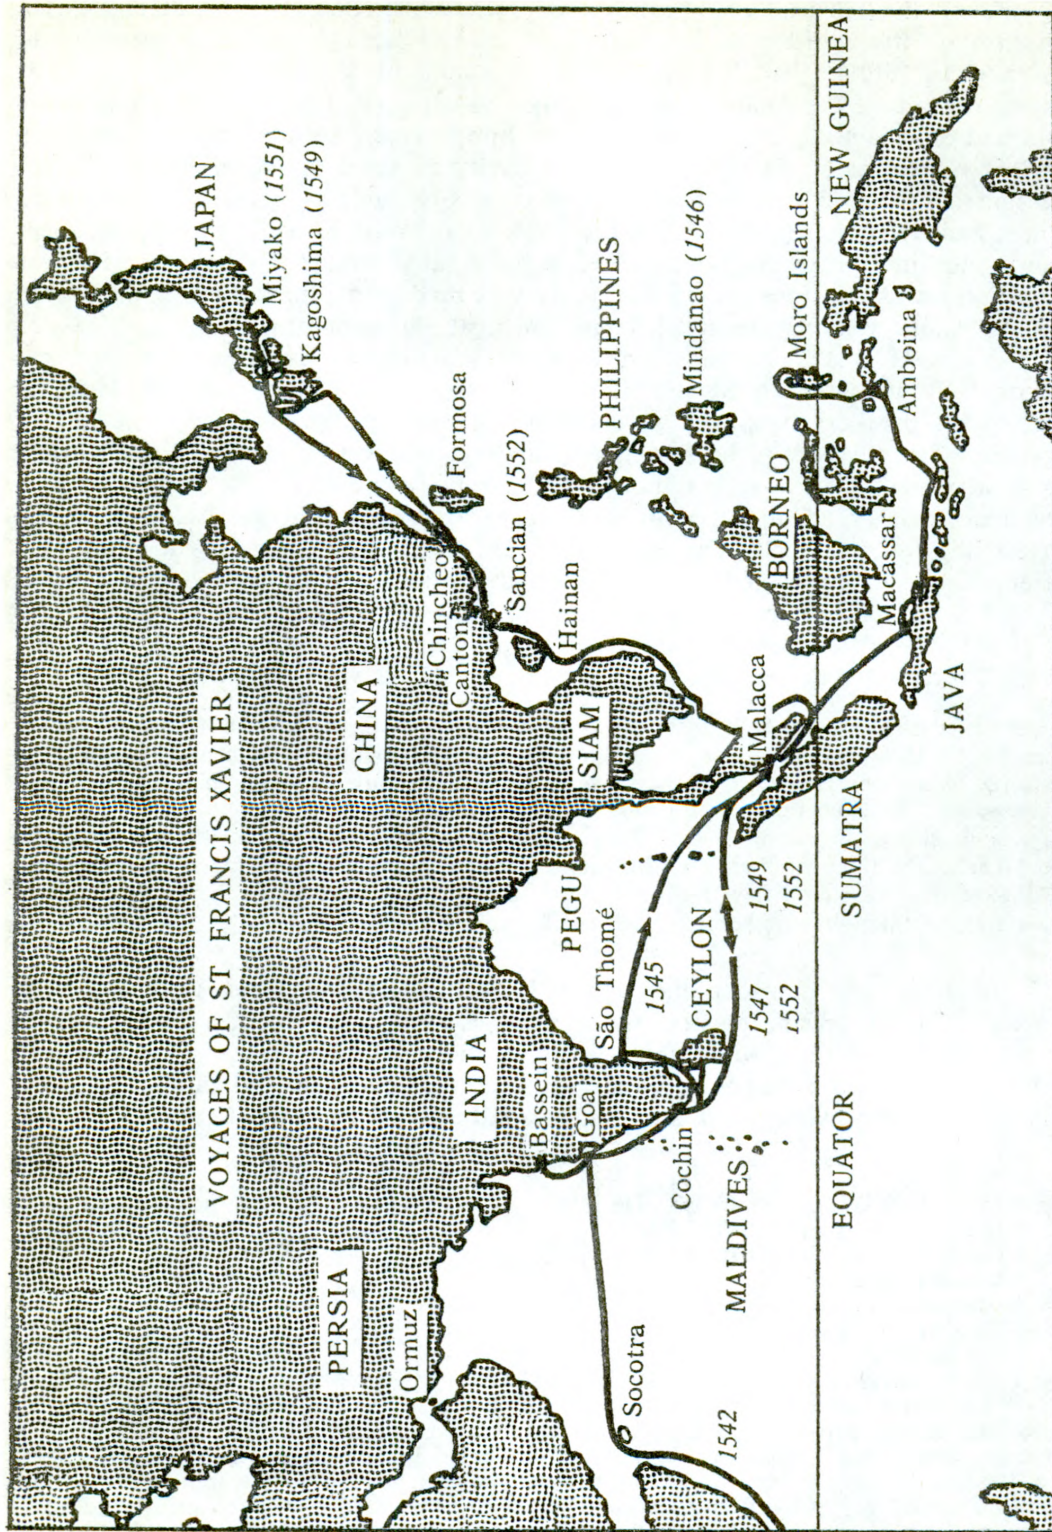 VOYAGES OF ST FRANCIS XAVIER
PERSIA
Ormuz
INDIA
Bassein
Goa
CHINA
Chincheo
Canton
JAPAN
Miyako (1551)
Kagoshima (1549)
Formosa
Sancian (1552)
Hainan
SIAM
PEGU
São Thomé
PHILIPPINES
Mindanao (1546)
Socotra
1542
Cochin
MALDIVES
CEYLON
1545
1547
1552
1549
1552
Malacca
BORNEO
Macassar
Moro Islands
Amboina
NEW GUINEA
EQUATOR
SUMATRA
JAVA